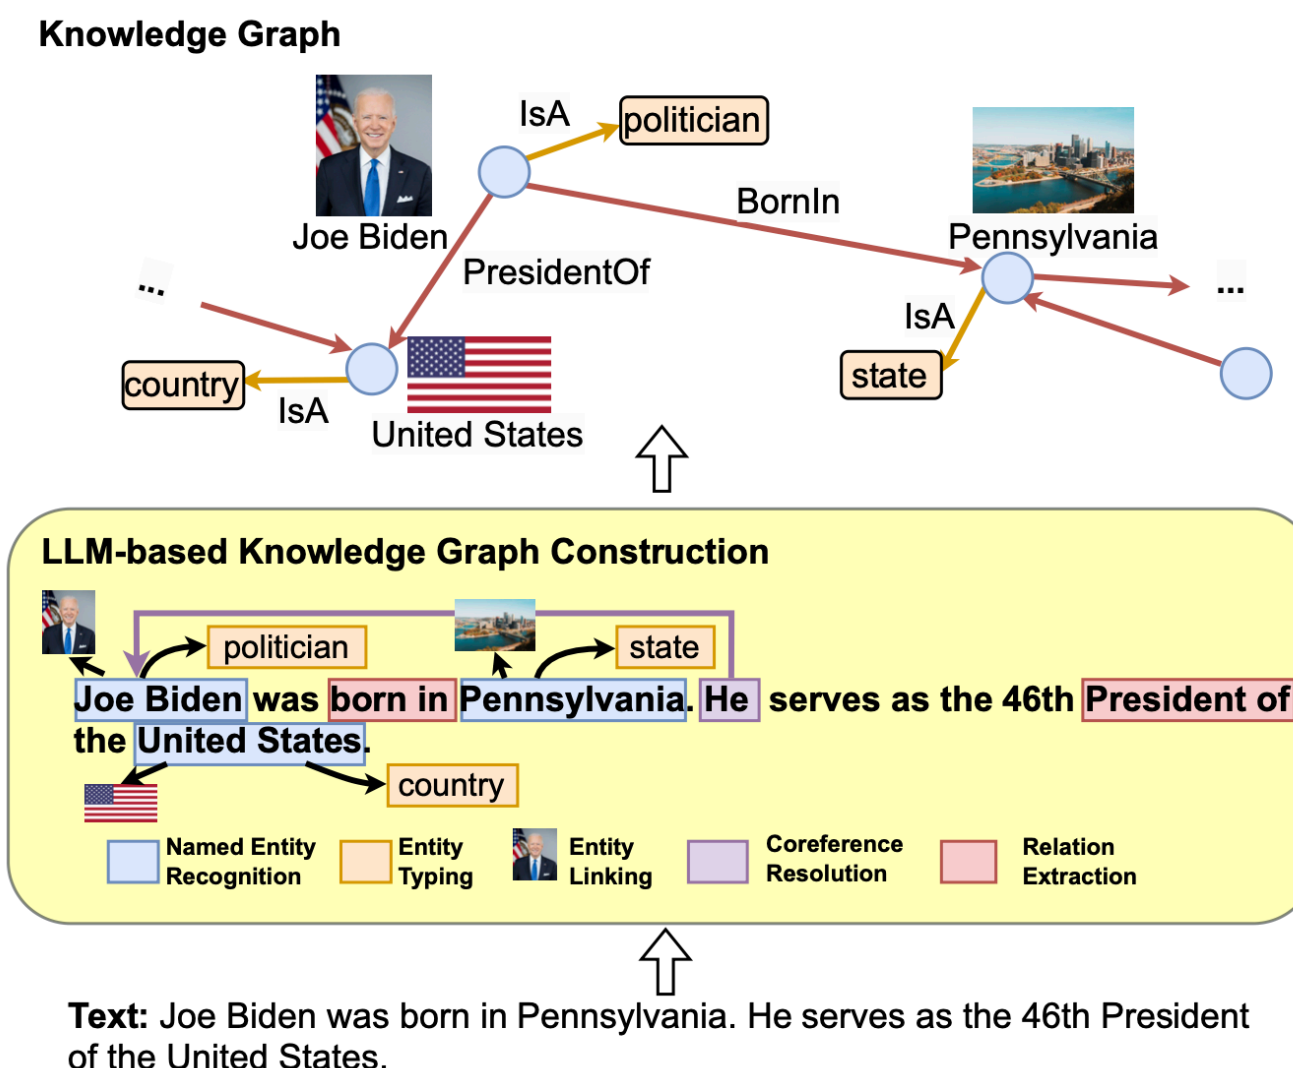 Knowledge Graph
IsA
politician
BornIn
Joe Biden
Pennsylvania
PresidentOf
...
...
IsA
country
state
IsA
United States
LLM-based Knowledge Graph Construction
politician
state
Joe Biden was born in Pennsylvania. He serves as the 46th President of
the United States.
country
Named Entity
Recognition
Entity
Typing
Entity
Linking
Coreference
Resolution
Relation
Extraction
Text: Joe Biden was born in Pennsylvania. He serves as the 46th President
of the United States.